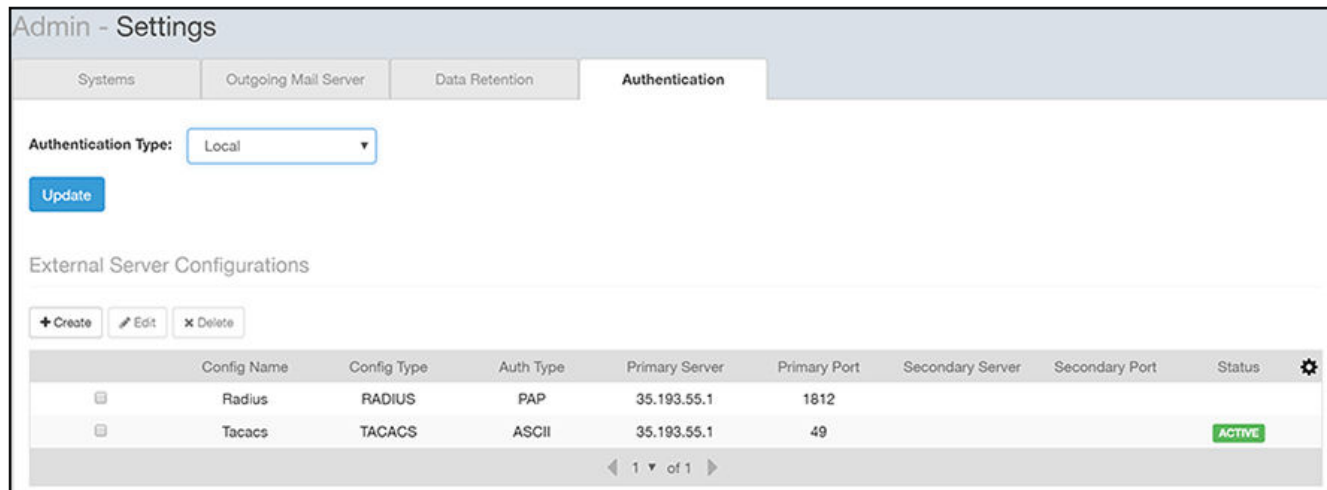 Admin - Settings
Systems Outgoing Mail Server Data Retention Authentication
Authentication Type: Local
Update
External Server Configurations
+ Create Edit x Delete
Config Name Config Type Auth Type Primary Server Primary Port Secondary Server Secondary Port Status
Radius RADIUS PAP 35.193.55.1 1812
Tacacs TACACS ASCII 35.193.55.1 49 ACTIVE
1 of 1